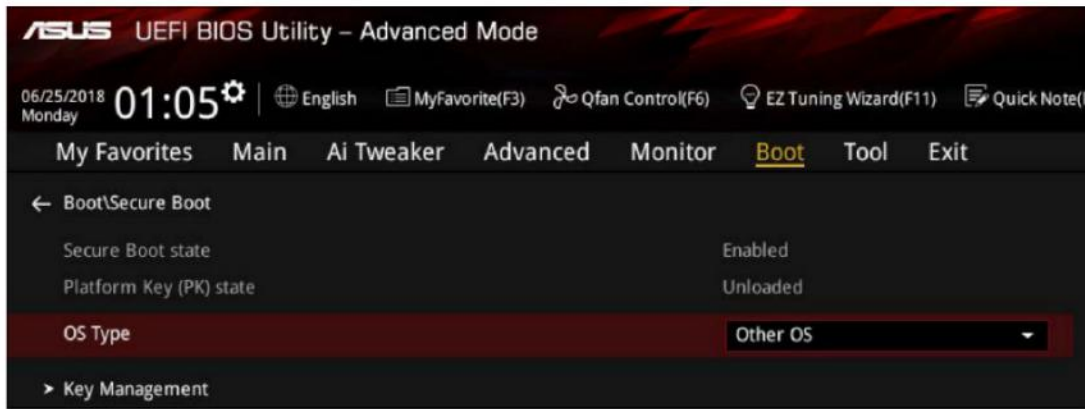 ASUS UEFI BIOS Utility – Advanced Mode
06/25/2018
Monday
01:05
English
MyFavorite(F3)
Qfan Control(F6)
EZ Tuning Wizard(F11)
Quick Note(
My Favorites Main Ai Tweaker Advanced Monitor Boot Tool Exit
← Boot\Secure Boot
Secure Boot state Enabled
Platform Key (PK) state Unloaded
OS Type Other OS
> Key Management